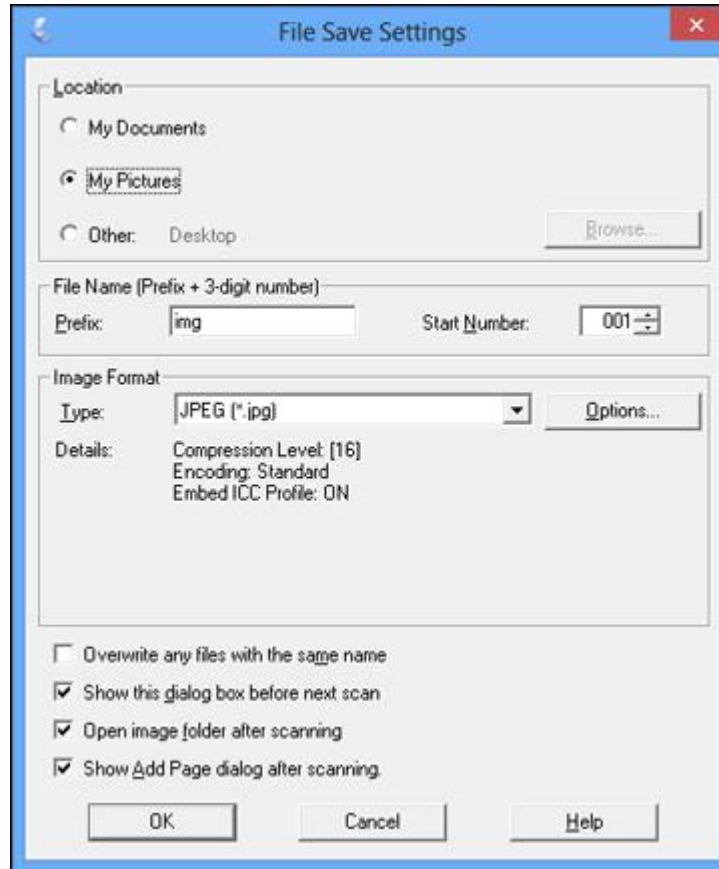 File Save Settings
Location
My Documents
My Pictures
Other: Desktop Browse...
File Name (Prefix + 3-digit number)
Prefix: img Start Number: 001
Image Format
Type: JPEG (*.jpg) Options...
Details: Compression Level: [16]
Encoding: Standard
Embed ICC Profile: ON
Overwrite any files with the same name
Show this dialog box before next scan
Open image folder after scanning
Show Add Page dialog after scanning.
OK Cancel Help